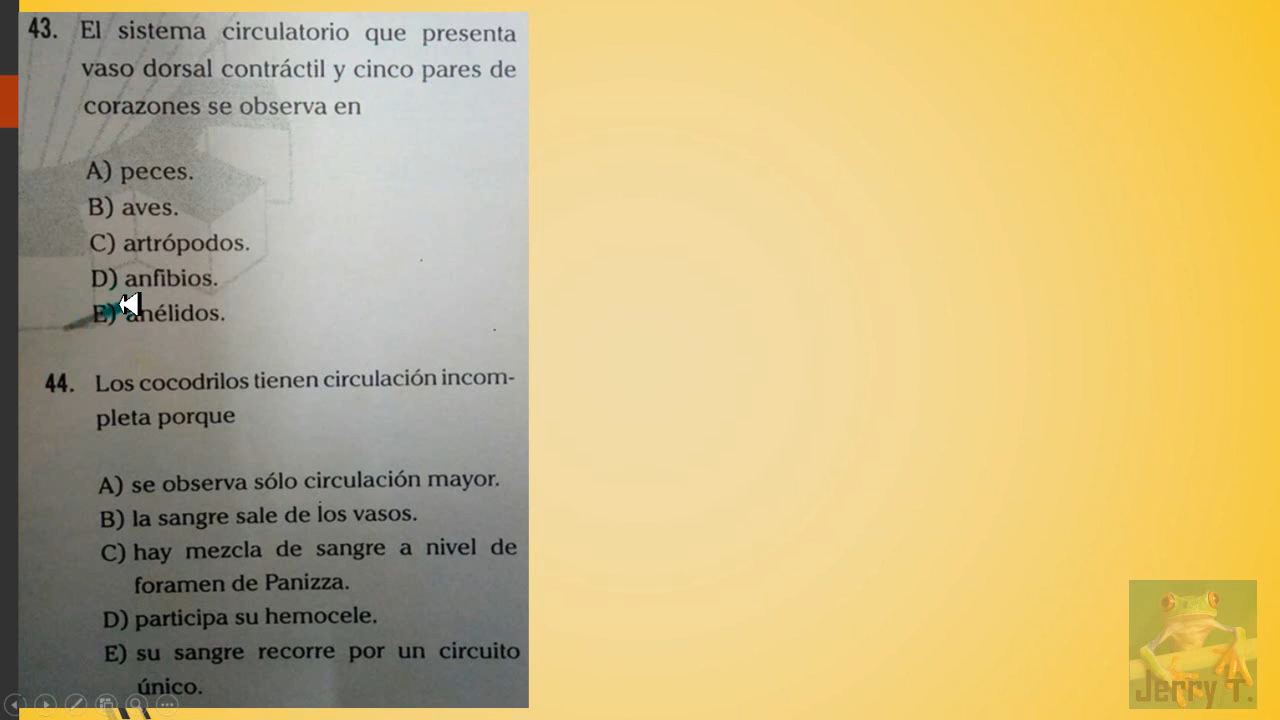 43. El sistema circulatorio que presenta
vaso dorsal contráctil y cinco pares de
corazones se observa en
A) peces.
B) aves.
C) artrópodos.
D) anfibios.
E) anélidos.
44. Los cocodrilos tienen circulación incom-
pleta porque
A) se observa sólo circulación mayor.
B) la sangre sale de los vasos.
C) hay mezcla de sangre a nivel de
foramen de Panizza.
D) participa su hemocele.
E) su sangre recorre por un circuito
único.
Jerry T.